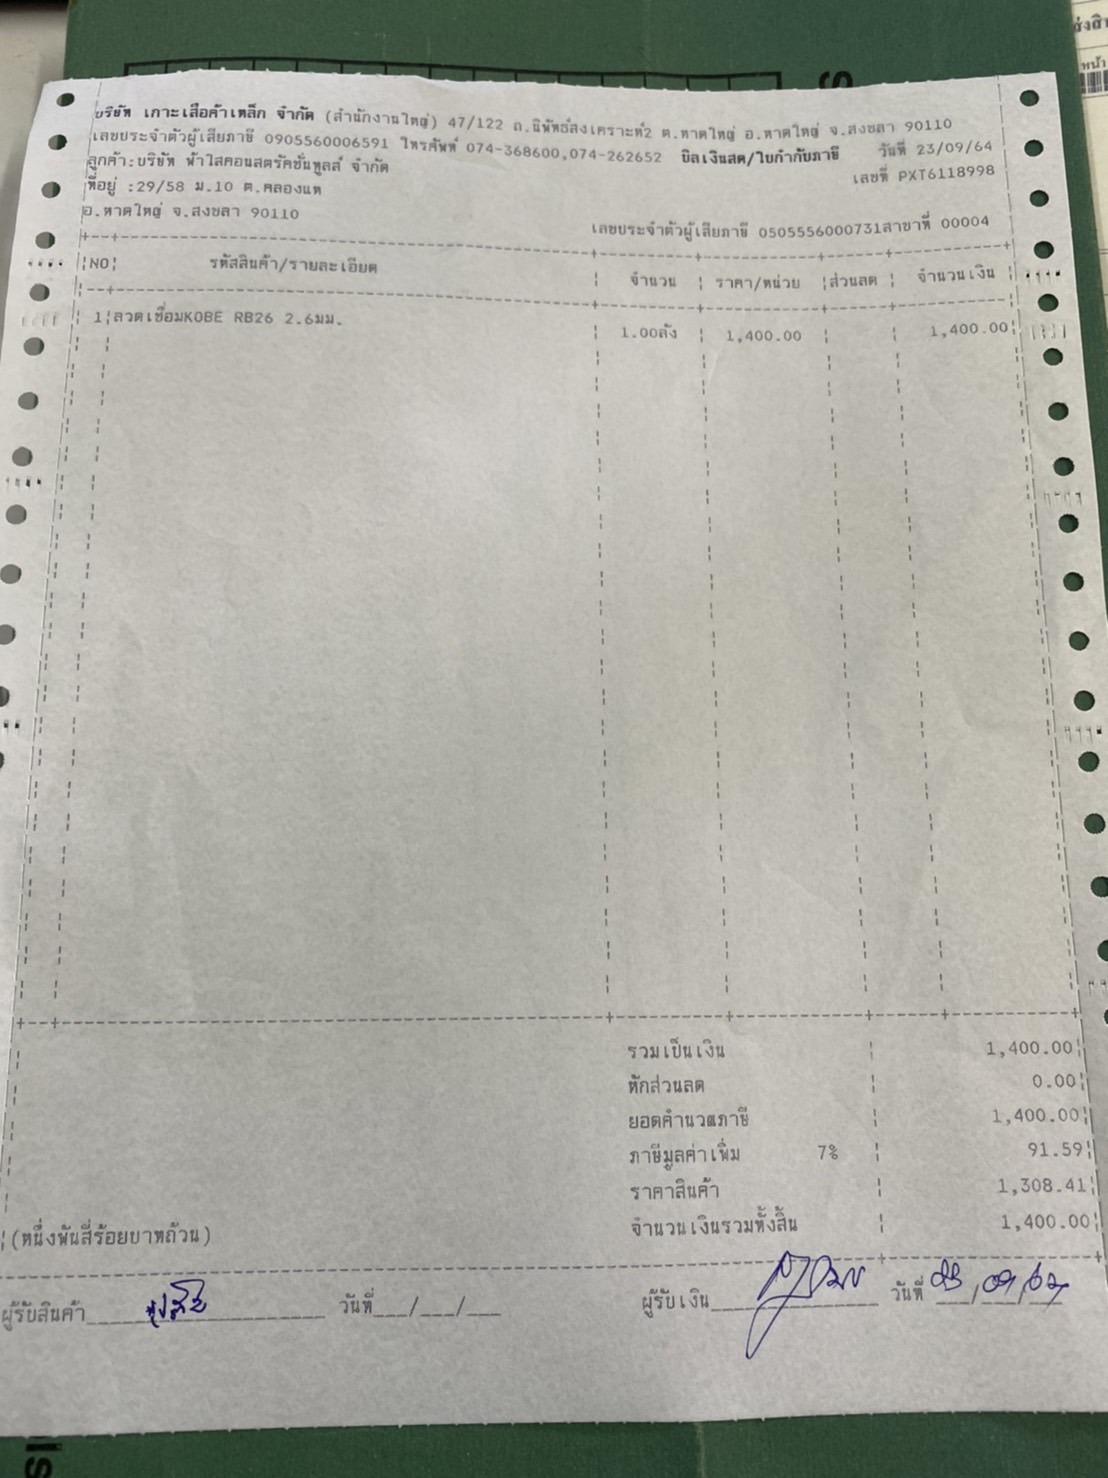 บริษัท เกาะเสือค้าเหล็ก จำกัด (สำนักงานใหญ่) 47/122 ถ.นิพัทธ์สงเคราะห์2 ต.หาดใหญ่ อ.หาดใหญ่ จ.สงขลา 90110
เลขประจำตัวผู้เสียภาษี 0905560006591 โทรศัพท์ 074-368600,074-262652 บิลเงินสด/ใบกำกับภาษี วันที่ 23/09/64
ลูกค้า:บริษัท ฟ้าใสคอนสตรัคชั่นทูลส์ จำกัด เลขที่ PXT6118998
ที่อยู่ :29/58 ม.10 ต.คลองแห
อ.หาดใหญ่ จ.สงขลา 90110 เลขประจำตัวผู้เสียภาษี 0505556000731สาขาที่ 00004
NO รหัสสินค้า/รายละเอียด จำนวน ราคา/หน่วย ส่วนลด จำนวนเงิน
1 ลวดเชื่อมKOBE RB26 2.6มม. 1.00ลัง 1,400.00 1,400.00
รวมเป็นเงิน 1,400.00
หักส่วนลด 0.00
ยอดคำนวณภาษี 1,400.00
ภาษีมูลค่าเพิ่ม 7% 91.59
ราคาสินค้า 1,308.41
(หนึ่งพันสี่ร้อยบาทถ้วน) จำนวนเงินรวมทั้งสิ้น 1,400.00
ผู้รับสินค้า วันที่__/__/__ ผู้รับเงิน วันที่
ส่งสิ
หน้า